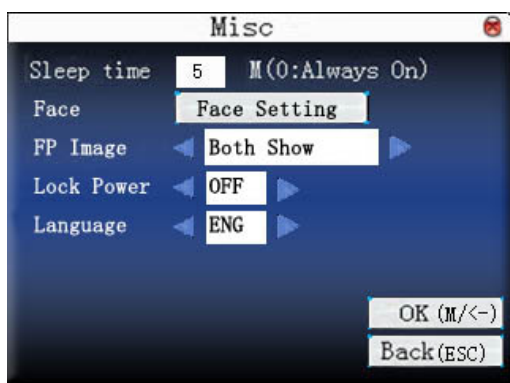 Misc
Sleep time 5 M(0:Always On)
Face Face Setting
FP Image Both Show
Lock Power OFF
Language ENG
OK (M/<-)
Back(ESC)